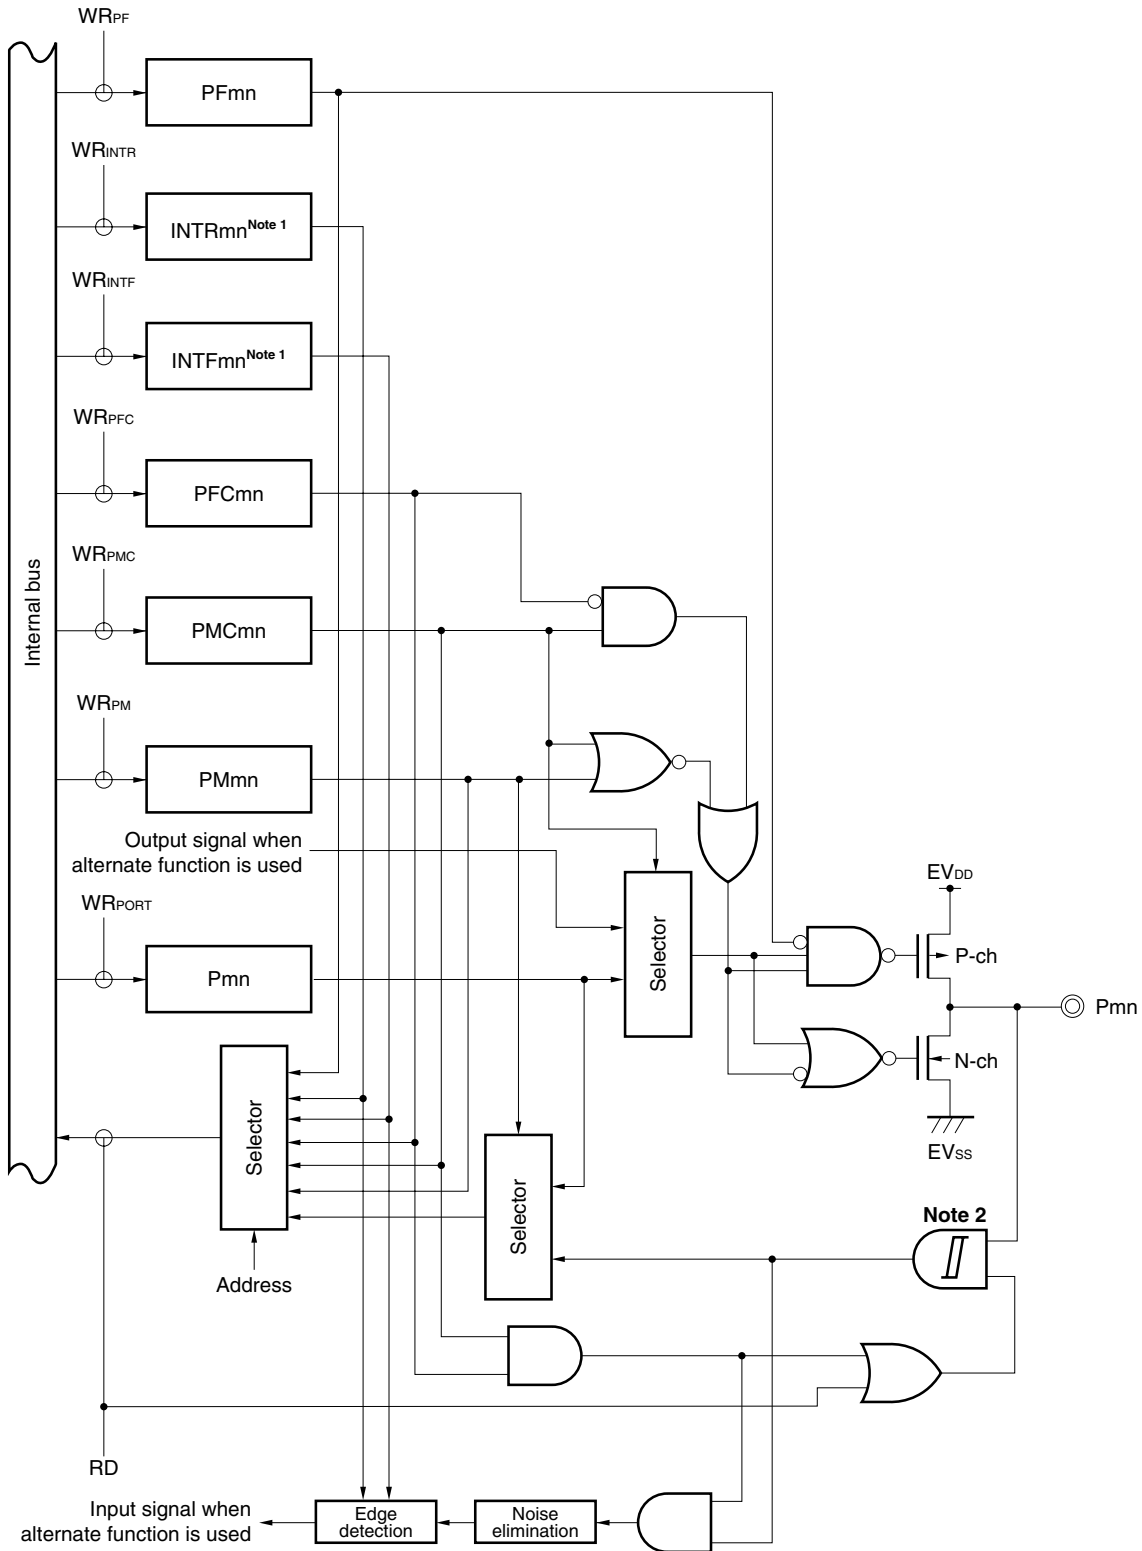 WRPF
PFmn
WRINTR
INTRmnNote 1
WRINTF
INTFmnNote 1
WRPFC
PFCmn
WRPMC
PMCmn
Internal bus
WRPM
PMmn
Output signal when
alternate function is used
EVDD
WRPORT
Selector
P-ch
Pmn
Pmn
N-ch
Selector
EVSS
Selector
Note 2
Address
RD
Input signal when
alternate function is used
Edge
detection
Noise
elimination